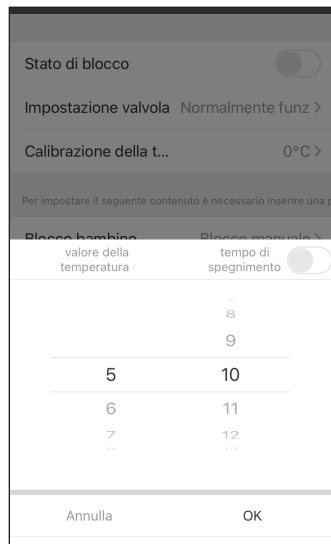 Stato di blocco
Impostazione valvola Normalmente funz >
Calibrazione della t... 0°C >
Per impostare il seguente contenuto è necessario inserire una p
Blocco bambino Blocco manuale >
valore della
temperatura
tempo di
spegnimento
8
9
5 10
6 11
7 12
Annulla OK